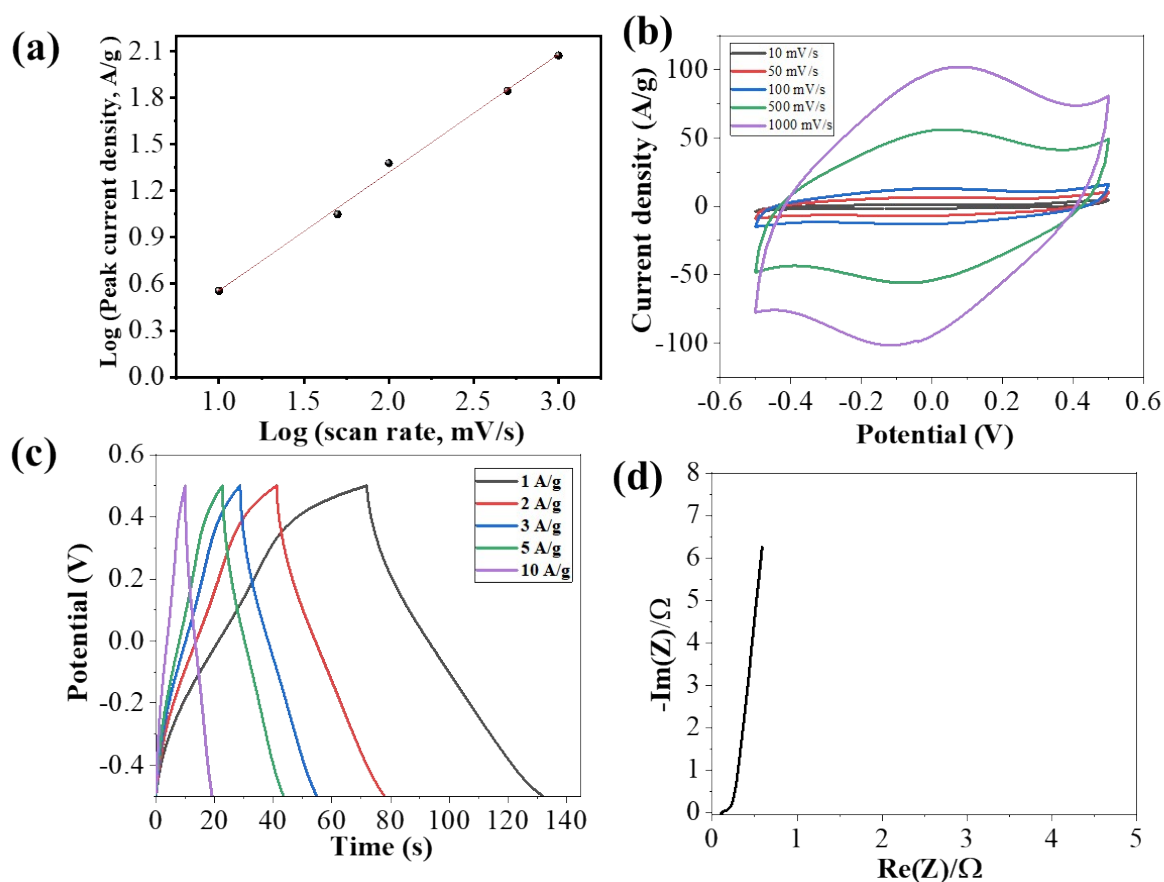 (a)
Log (Peak current density, A/g)
2.1
1.8
1.5
1.2
0.9
0.6
0.3
0.0
1.0 1.5 2.0 2.5 3.0
Log (scan rate, mV/s)
(b)
10 mV/s
50 mV/s
100 mV/s
500 mV/s
1000 mV/s
Current density (A/g)
100
50
0
-50
-100
-0.6 -0.4 -0.2 0.0 0.2 0.4 0.6
Potential (V)
(c)
1 A/g
2 A/g
3 A/g
5 A/g
10 A/g
Potential (V)
0.6
0.4
0.2
0.0
-0.2
-0.4
0 20 40 60 80 100 120 140
Time (s)
(d)
-Im(Z)/Ω
8
7
6
5
4
3
2
1
0
0 1 2 3 4 5
Re(Z)/Ω